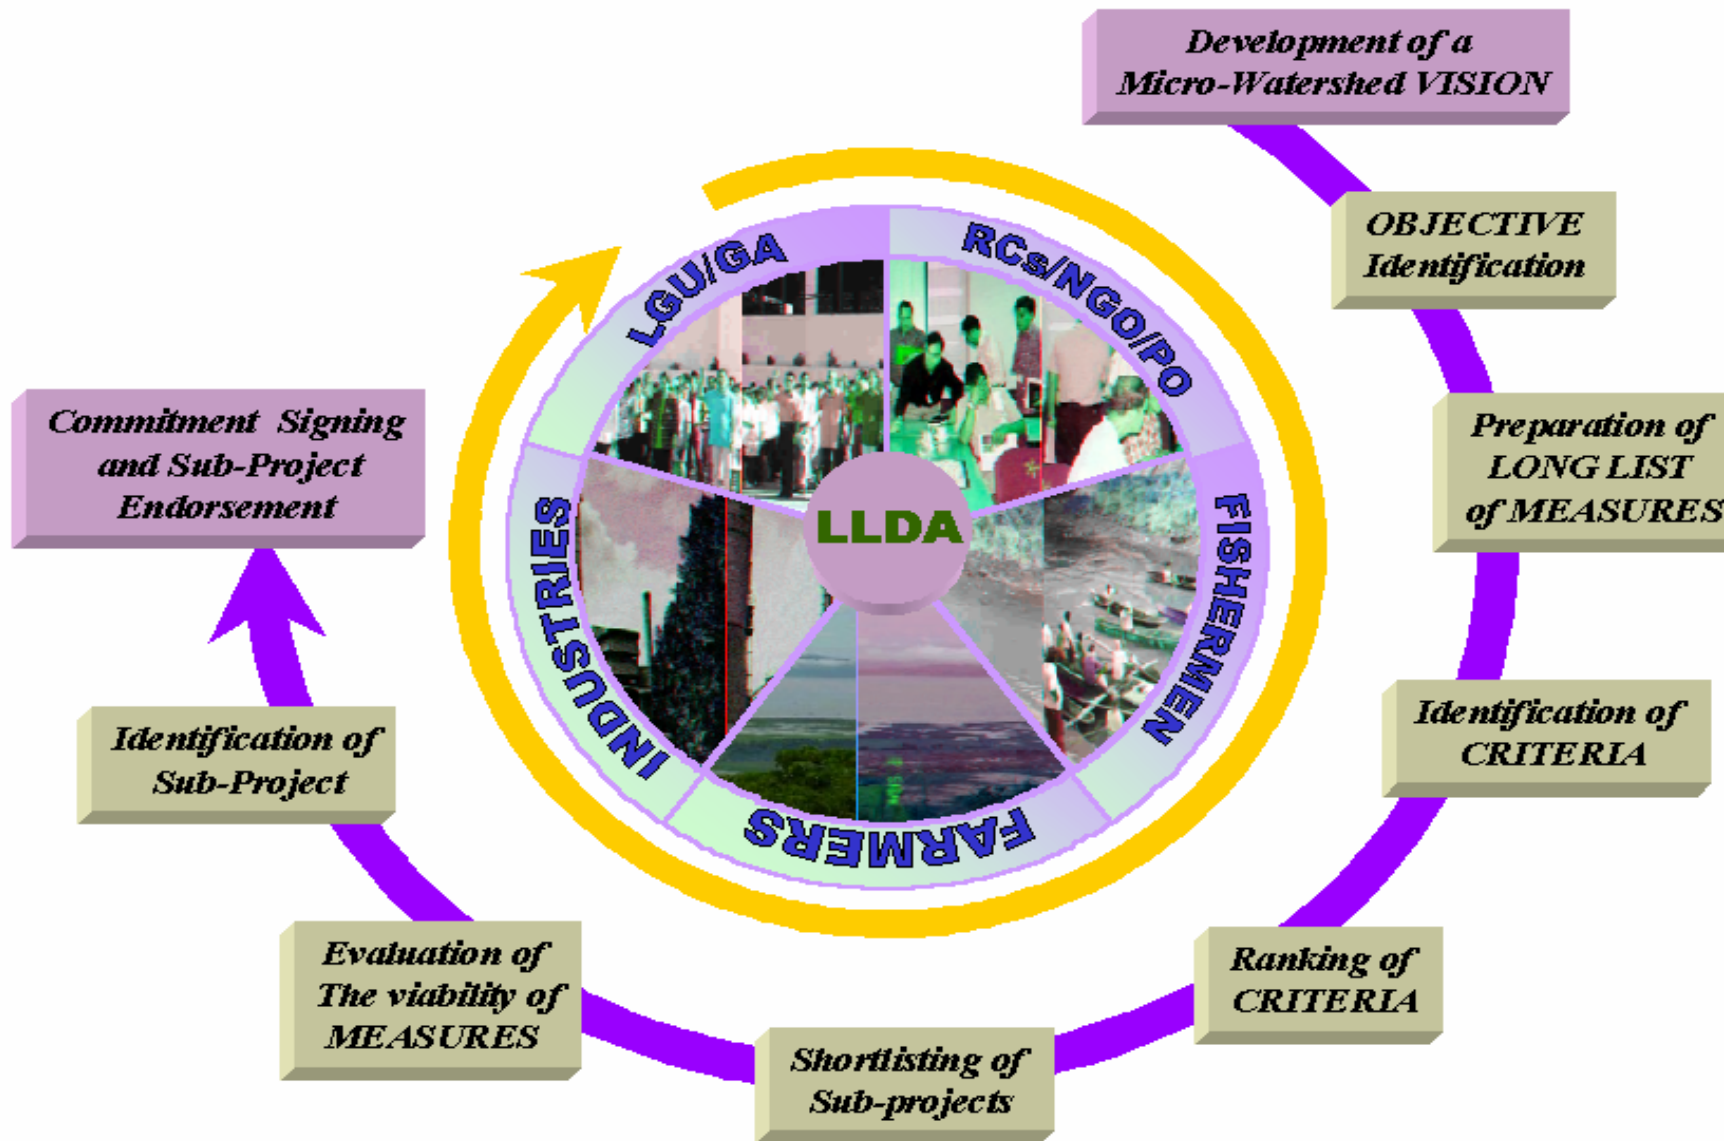 Development of a
Micro-Watershed VISION
OBJECTIVE
Identification
Preparation of
LONG LIST
of MEASURES
Identification of
CRITERIA
Ranking of
CRITERIA
Shortlisting of
Sub-projects
Evaluation of
The viability of
MEASURES
Identification of
Sub-Project
Commitment Signing
and Sub-Project
Endorsement
LGU/GA
RCs/NGO/PO
FISHERMEN
FARMERS
INDUSTRIES
LLDA